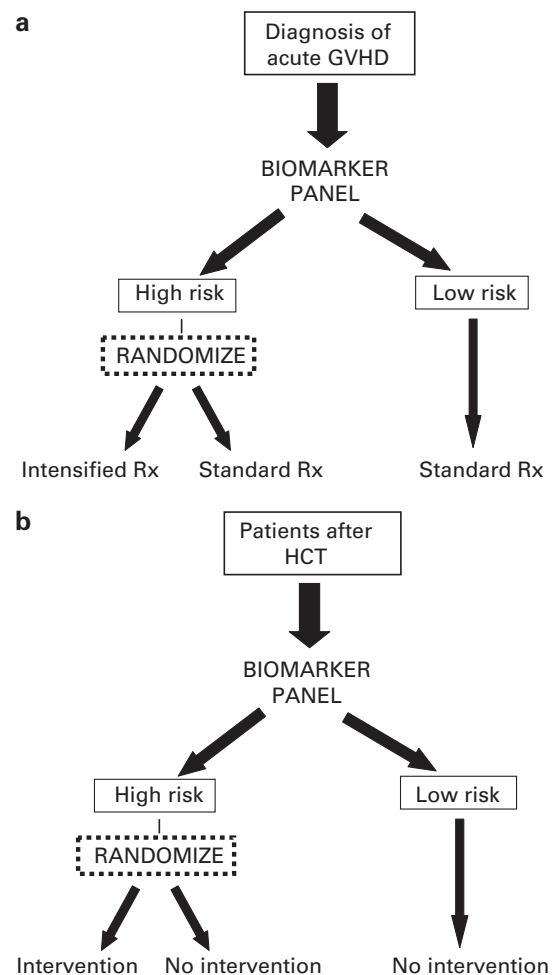 a
Diagnosis of
acute GVHD
BIOMARKER
PANEL
High risk
Low risk
RANDOMIZE
Intensified Rx
Standard Rx
Standard Rx
b
Patients after
HCT
BIOMARKER
PANEL
High risk
Low risk
RANDOMIZE
Intervention
No intervention
No intervention